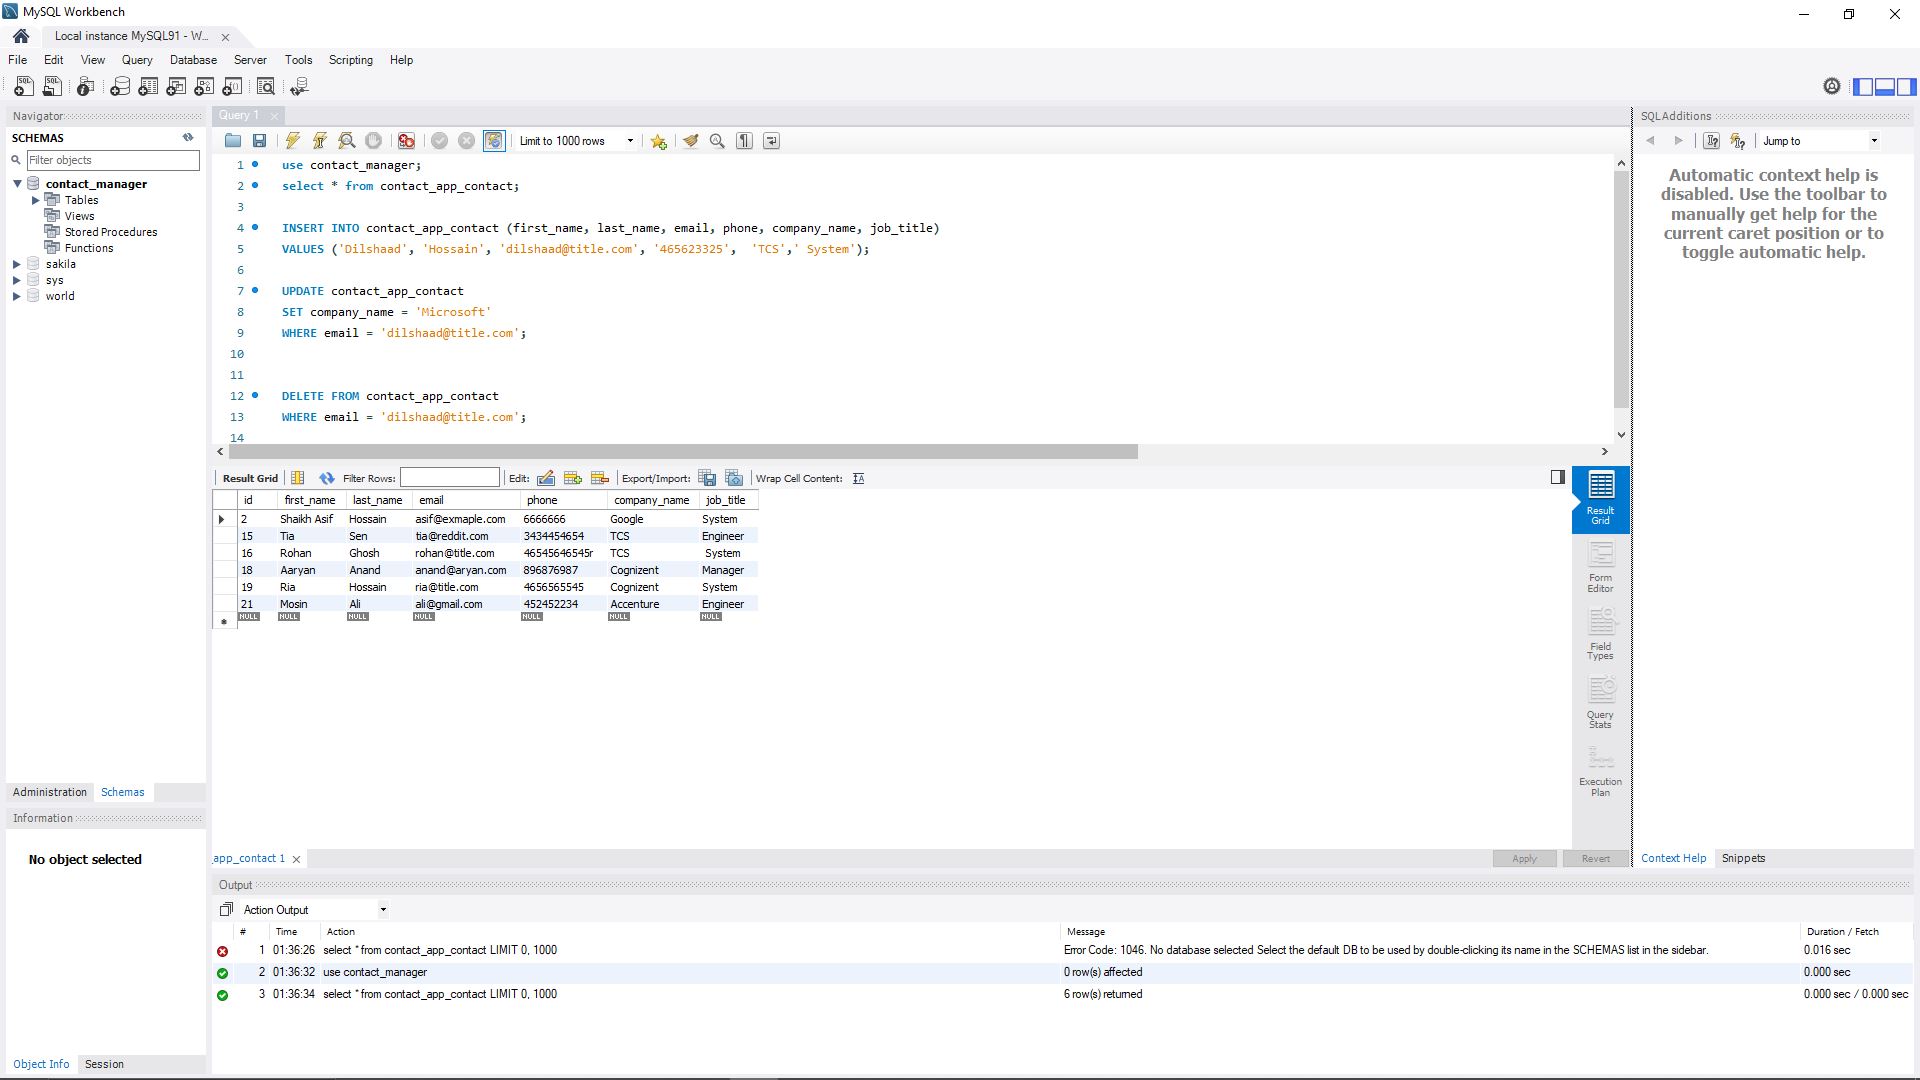 MySQL Workbench
Local instance MySQL91 - W...
File Edit View Query Database Server Tools Scripting Help
Navigator
SCHEMAS
Filter objects
contact_manager
Tables
Views
Stored Procedures
Functions
sakila
sys
world
Administration Schemas
Information
No object selected
Object Info Session
Query 1
Limit to 1000 rows
1 use contact_manager;
2 select * from contact_app_contact;
3
4 INSERT INTO contact_app_contact (first_name, last_name, email, phone, company_name, job_title)
5 VALUES ('Dilshaad', 'Hossain', 'dilshaad@title.com', '465623325',  'TCS',' System');
6
7 UPDATE contact_app_contact
8 SET company_name = 'Microsoft'
9 WHERE email = 'dilshaad@title.com';
10
11
12 DELETE FROM contact_app_contact
13 WHERE email = 'dilshaad@title.com';
14
Result Grid Filter Rows: Edit: Export/Import: Wrap Cell Content:
id first_name last_name email phone company_name job_title
2 Shaikh Asif Hossain asif@exmaple.com 6666666 Google System
15 Tia Sen tia@reddit.com 3434454654 TCS Engineer
16 Rohan Ghosh rohan@title.com 46545646545r TCS System
18 Aaryan Anand anand@aryan.com 896876987 Cognizent Manager
19 Ria Hossain ria@title.com 4656565545 Cognizent System
21 Mosin Ali ali@gmail.com 452452234 Accenture Engineer
NULL NULL NULL NULL NULL NULL NULL
Result Grid
Form Editor
Field Types
Query Stats
Execution Plan
_app_contact 1
Apply Revert
SQLAdditions
Jump to
Automatic context help is
disabled. Use the toolbar to
manually get help for the
current caret position or to
toggle automatic help.
Context Help Snippets
Output
Action Output
# Time Action Message Duration / Fetch
1 01:36:26 select * from contact_app_contact LIMIT 0, 1000 Error Code: 1046. No database selected Select the default DB to be used by double-clicking its name in the SCHEMAS list in the sidebar. 0.016 sec
2 01:36:32 use contact_manager 0 row(s) affected 0.000 sec
3 01:36:34 select * from contact_app_contact LIMIT 0, 1000 6 row(s) returned 0.000 sec / 0.000 sec